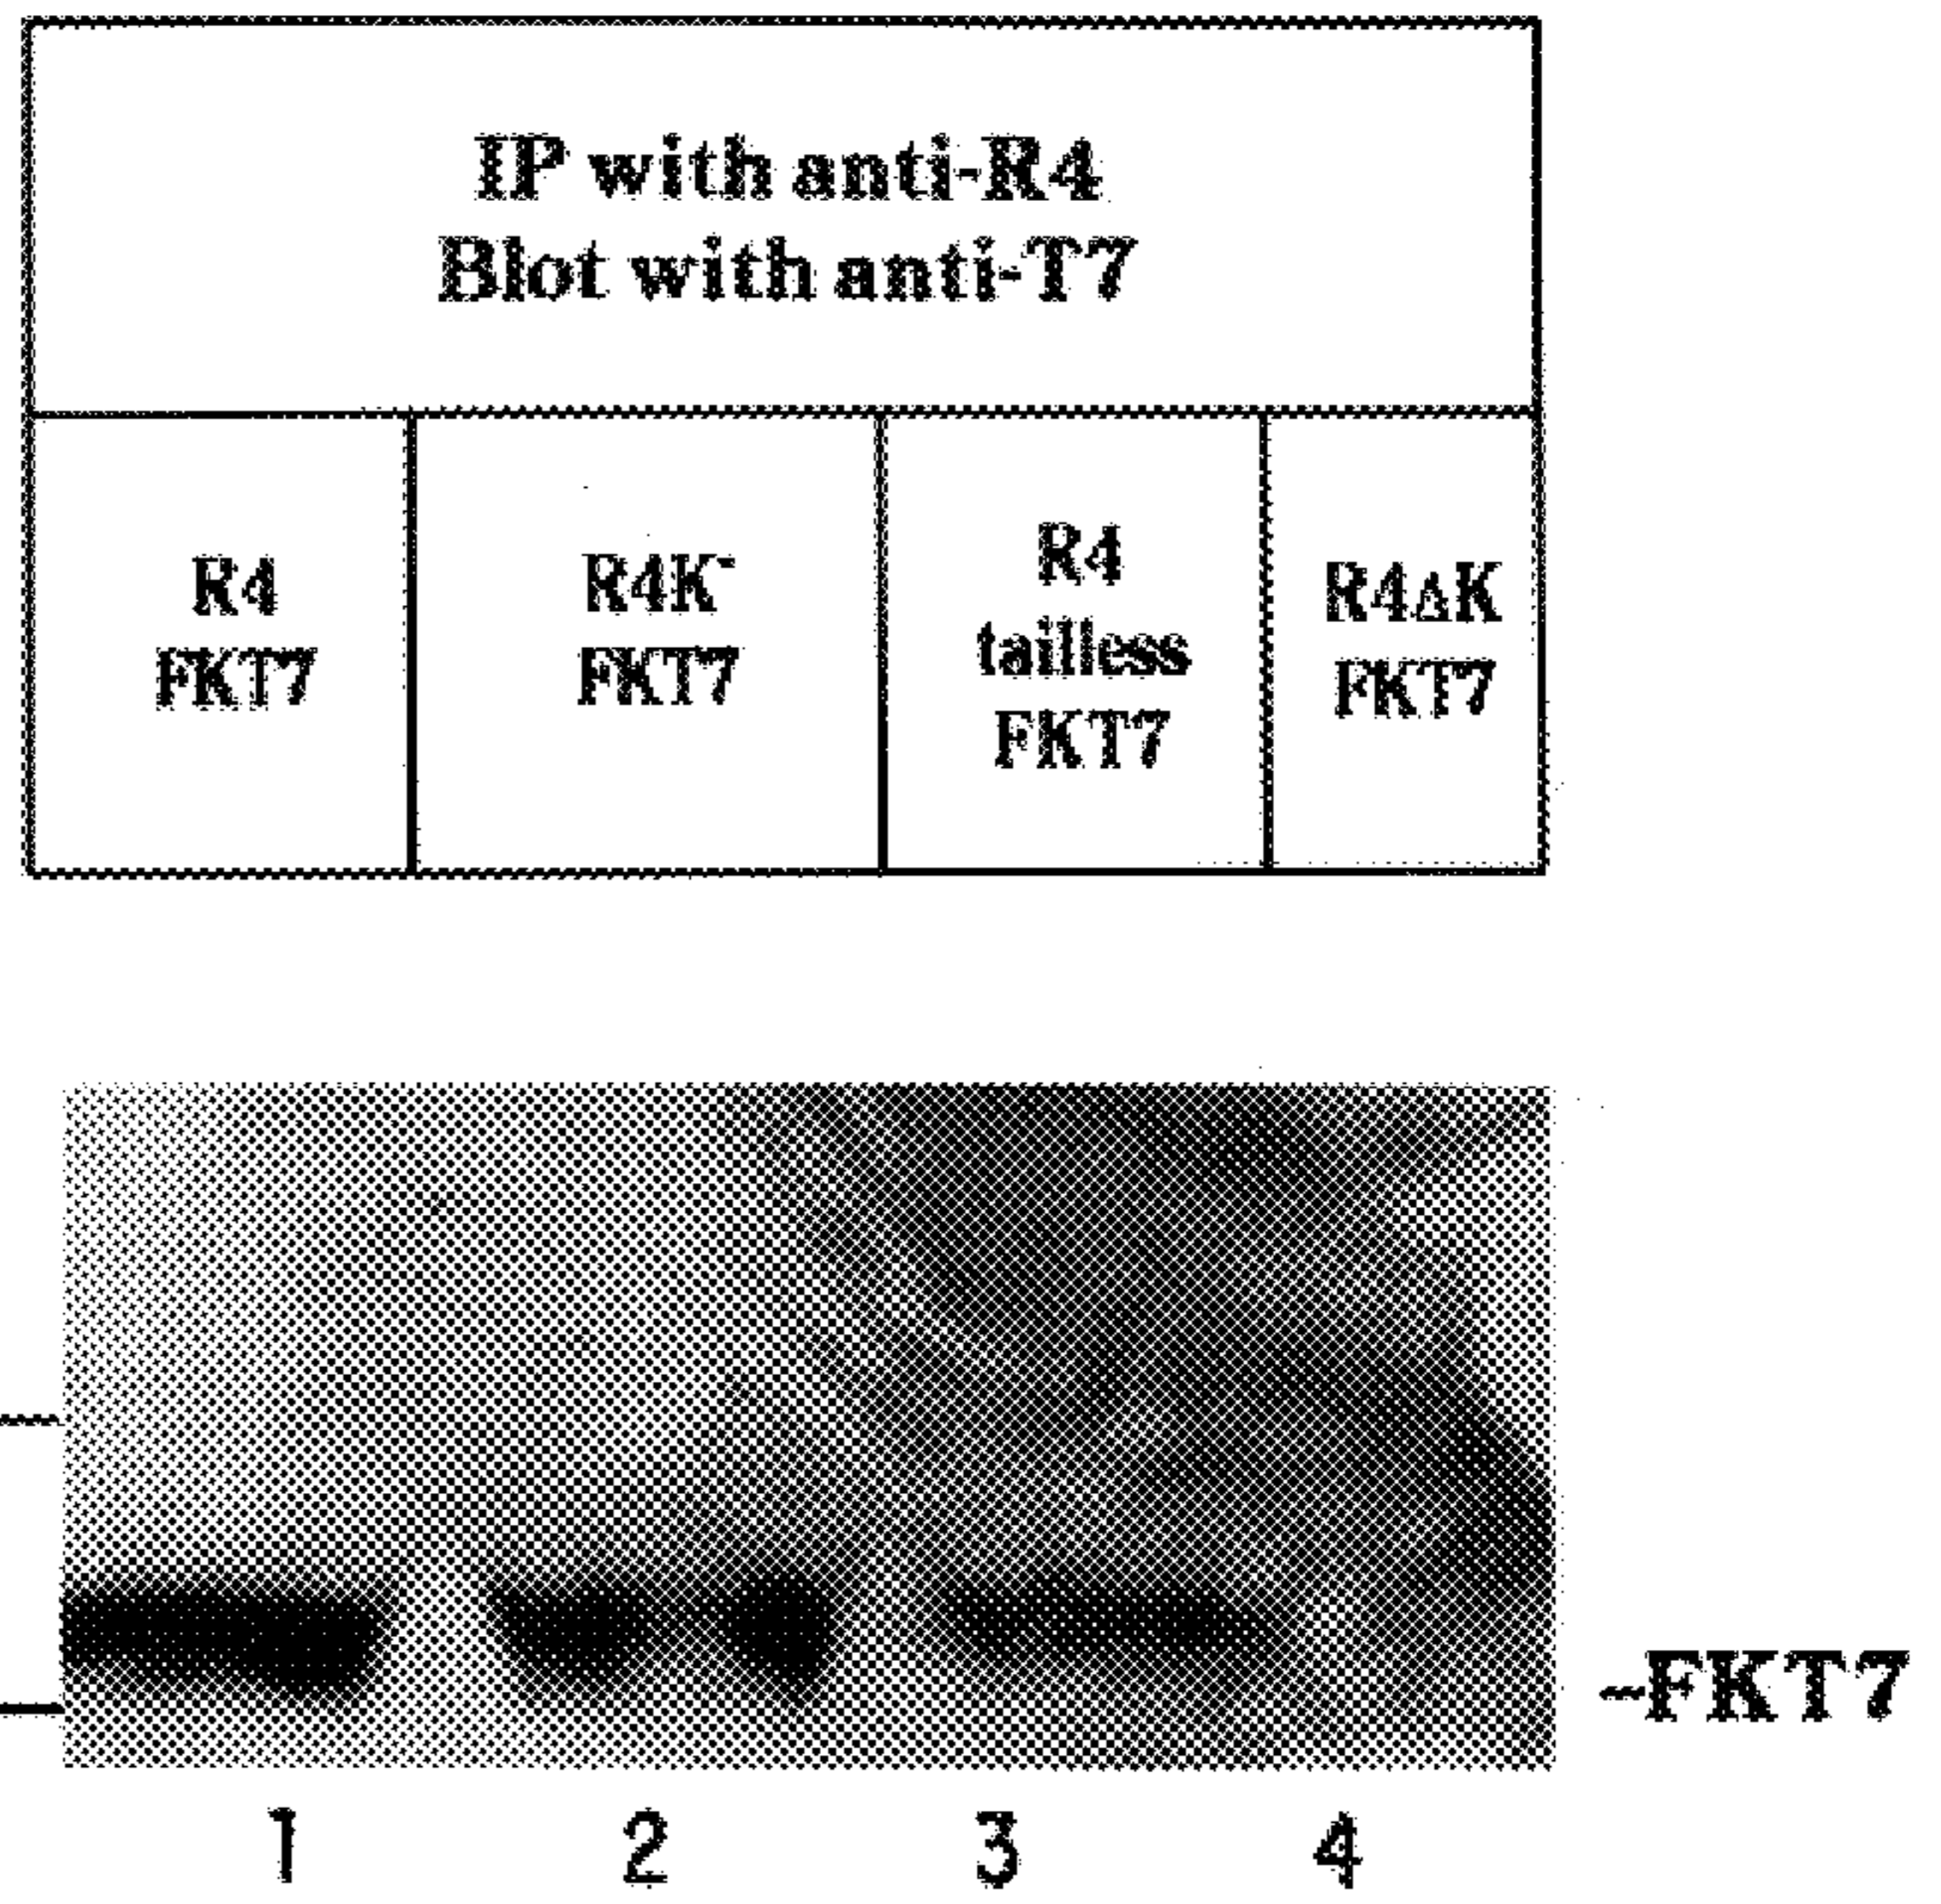 IP with anti-R4
Blot with anti-T7
R4
FKT7
R4K-
FKT7
R4
tailless
FKT7
R4ΔK
FKT7
-FKT7
1 2 3 4